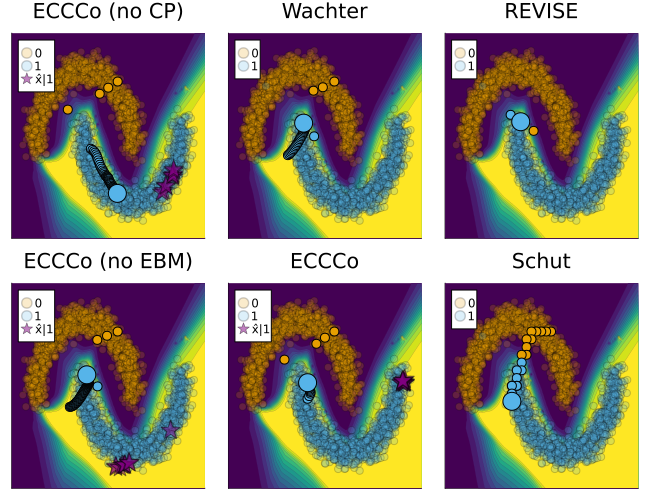 ECCCo (no CP)
0
1
x̂|1
Wachter
0
1
REVISE
0
1
ECCCo (no EBM)
0
1
x̂|1
ECCCo
0
1
x̂|1
Schut
0
1